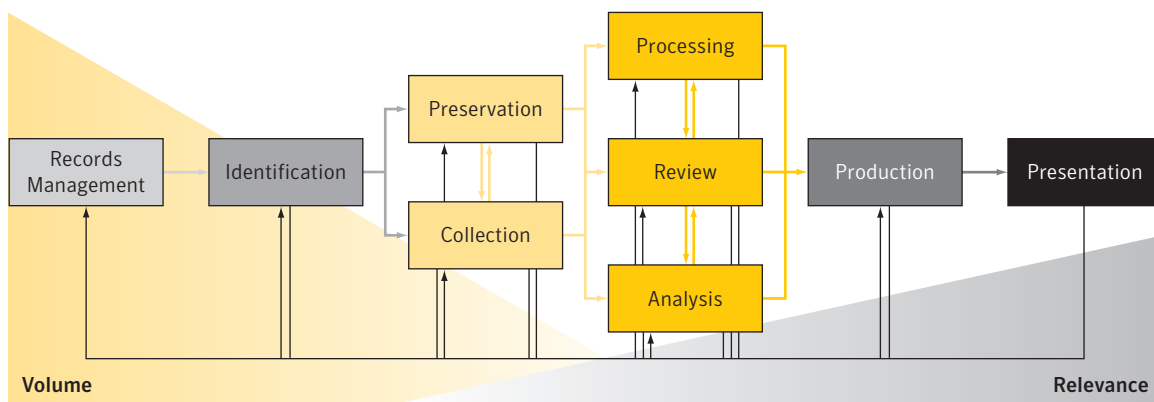 Processing
Preservation
Records
Management
Identification
Review
Production
Presentation
Collection
Analysis
Volume
Relevance